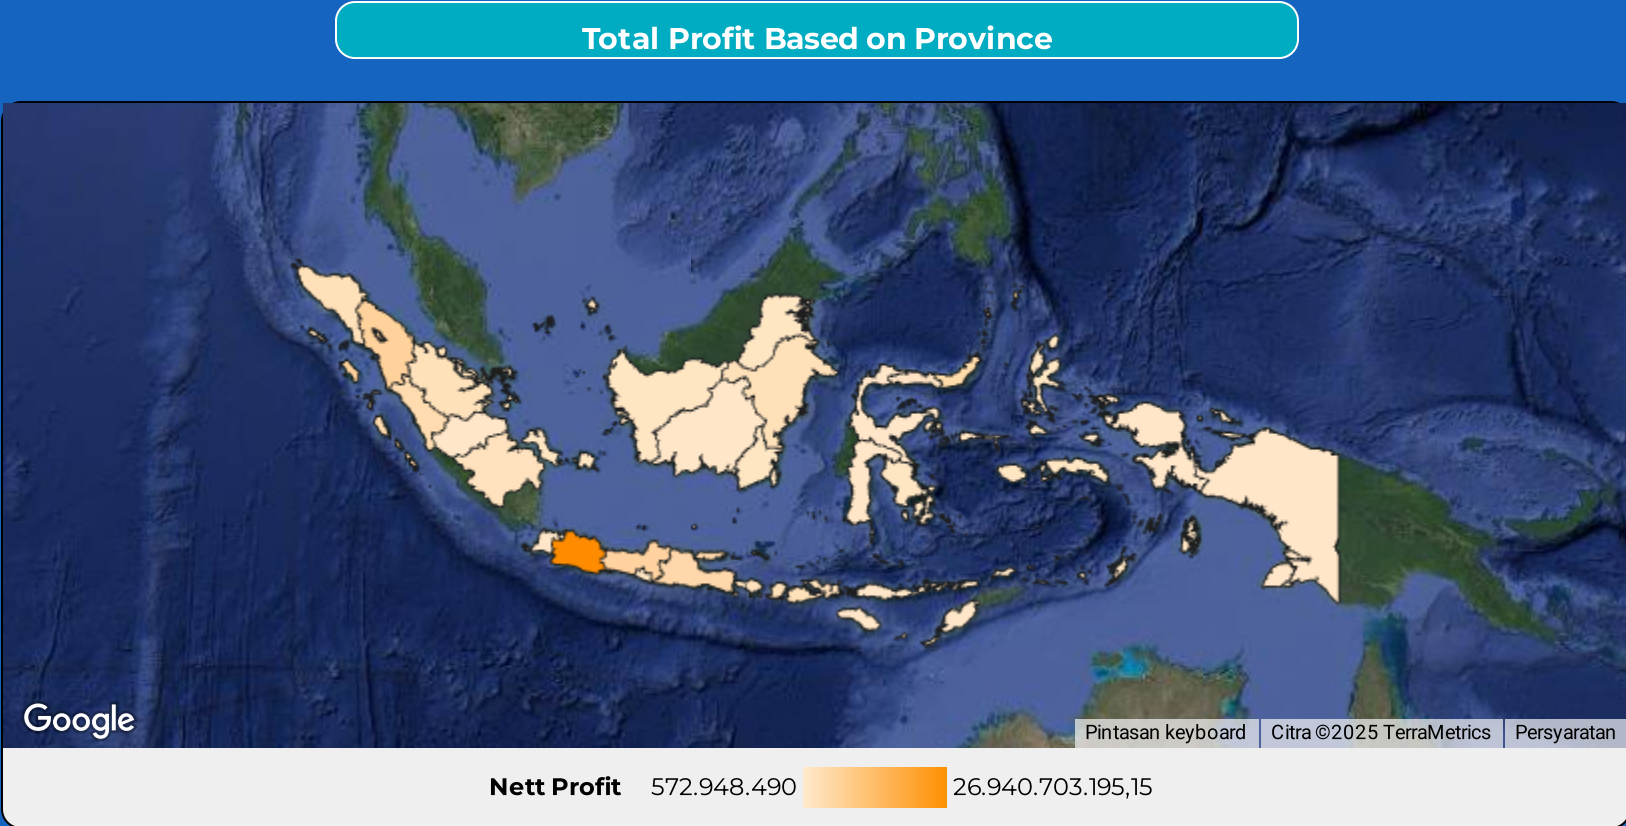 Total Profit Based on Province
Google
Pintasan keyboard
Citra ©2025 TerraMetrics
Persyaratan
Nett Profit 572.948.490 26.940.703.195,15